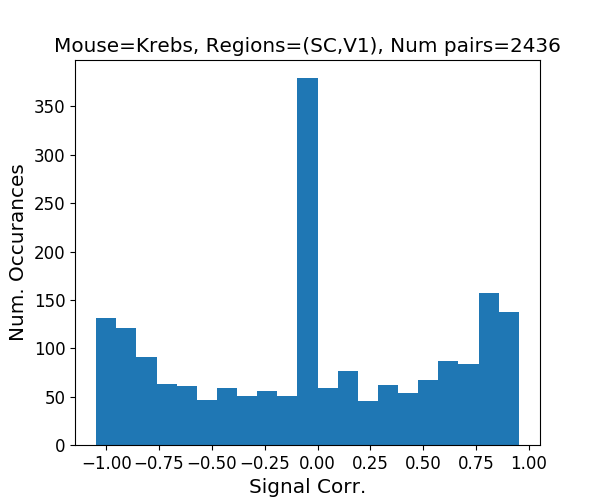 Mouse=Krebs, Regions=(SC,V1), Num pairs=2436
Num. Occurances
350
300
250
200
150
100
50
0
−1.00 −0.75 −0.50 −0.25 0.00 0.25 0.50 0.75 1.00
Signal Corr.